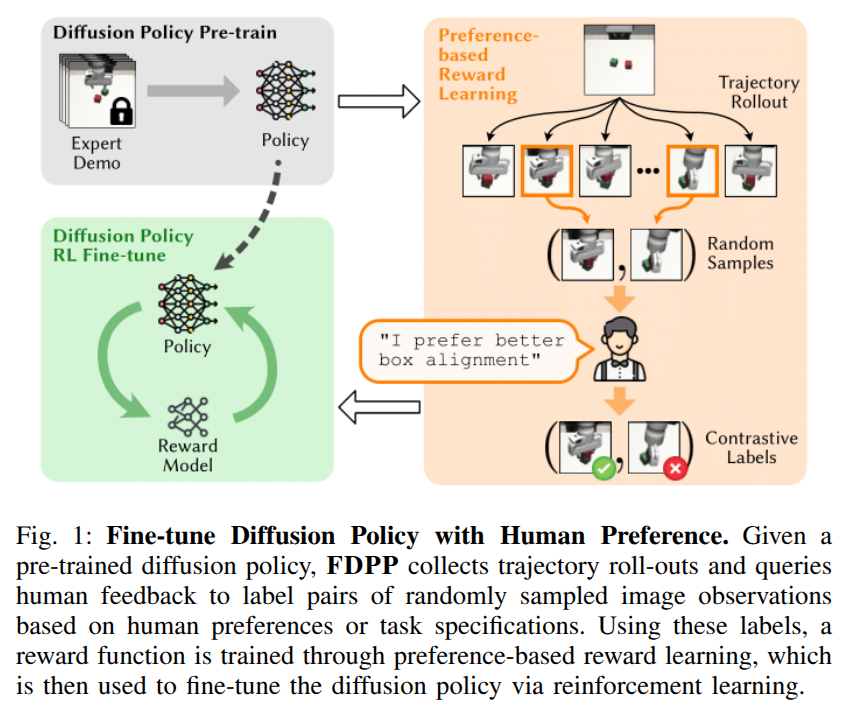 Diffusion Policy Pre-train
Expert
Demo
Policy
Preference-
based
Reward
Learning
Trajectory
Rollout
Random
Samples
"I prefer better
box alignment"
Contrastive
Labels
Diffusion Policy
RL Fine-tune
Policy
Reward
Model
Fig. 1: Fine-tune Diffusion Policy with Human Preference. Given a
pre-trained diffusion policy, FDPP collects trajectory roll-outs and queries
human feedback to label pairs of randomly sampled image observations
based on human preferences or task specifications. Using these labels, a
reward function is trained through preference-based reward learning, which
is then used to fine-tune the diffusion policy via reinforcement learning.